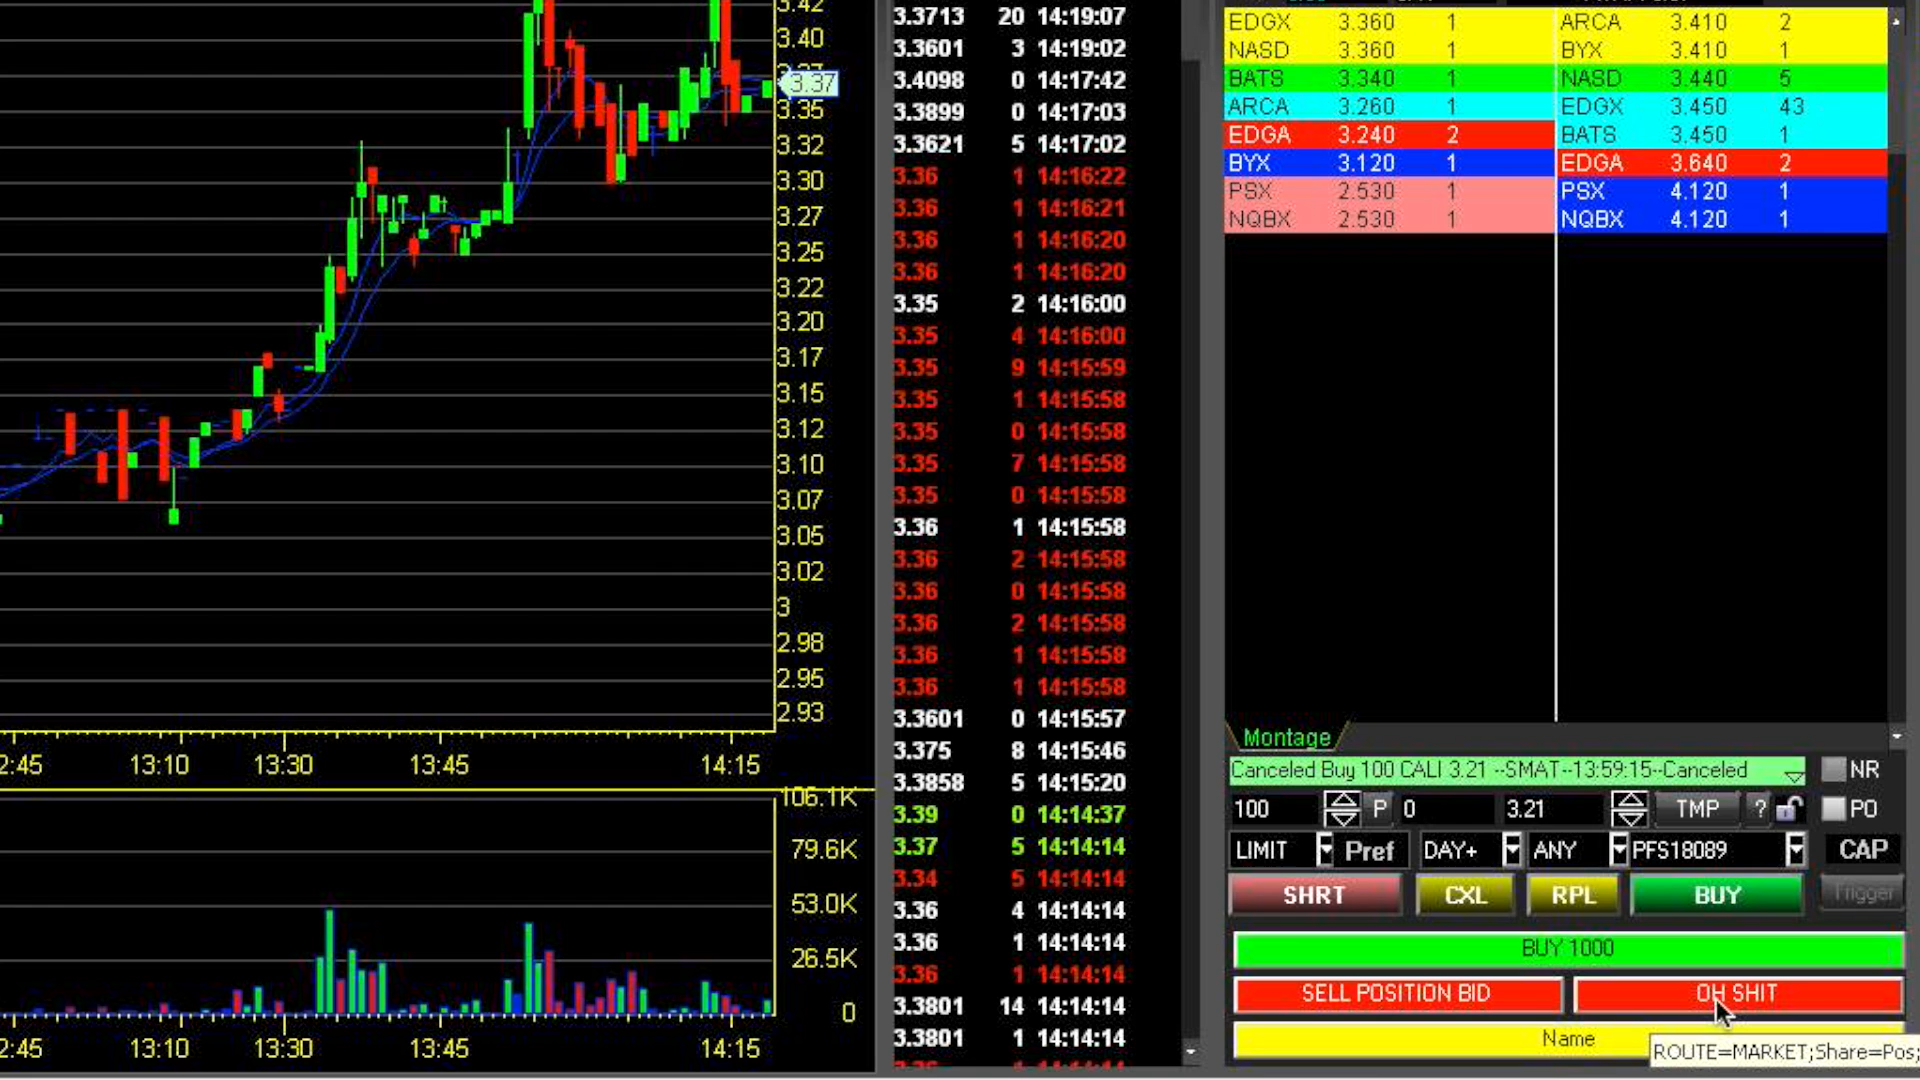 3.42
3.40
3.37
3.35
3.32
3.30
3.27
3.25
3.22
3.20
3.17
3.15
3.12
3.10
3.07
3.05
3.02
3
2.98
2.95
2.93
2:45 13:10 13:30 13:45 14:15
106.1K
79.6K
53.0K
26.5K
0
2:45 13:10 13:30 13:45 14:15
3.3713 20 14:19:07
3.3601 3 14:19:02
3.4098 0 14:17:42
3.3899 0 14:17:03
3.3621 5 14:17:02
3.36 1 14:16:22
3.36 1 14:16:21
3.36 1 14:16:20
3.36 1 14:16:20
3.35 2 14:16:00
3.35 4 14:16:00
3.35 9 14:15:59
3.35 1 14:15:58
3.35 0 14:15:58
3.35 7 14:15:58
3.35 0 14:15:58
3.36 1 14:15:58
3.36 2 14:15:58
3.36 0 14:15:58
3.36 2 14:15:58
3.36 1 14:15:58
3.36 1 14:15:58
3.3601 0 14:15:57
3.375 8 14:15:46
3.3858 5 14:15:20
3.39 0 14:14:37
3.37 5 14:14:14
3.34 5 14:14:14
3.36 4 14:14:14
3.36 1 14:14:14
3.36 1 14:14:14
3.3801 14 14:14:14
3.3801 1 14:14:14
EDGX 3.360 1 ARCA 3.410 2
NASD 3.360 1 BYX 3.410 1
BATS 3.340 1 NASD 3.440 5
ARCA 3.260 1 EDGX 3.450 43
EDGA 3.240 2 BATS 3.450 1
BYX 3.120 1 EDGA 3.640 2
PSX 2.530 1 PSX 4.120 1
NQBX 2.530 1 NQBX 4.120 1
Montage
Canceled Buy 100 CALI 3.21 --SMAT--13:59:15--Canceled NR
100 P 0 3.21 TMP ? PO
LIMIT Pref DAY+ ANY PFS18089 CAP
SHRT CXL RPL BUY Trigger
BUY 1000
SELL POSITION BID OH SHIT
Name
ROUTE=MARKET;Share=Pos;